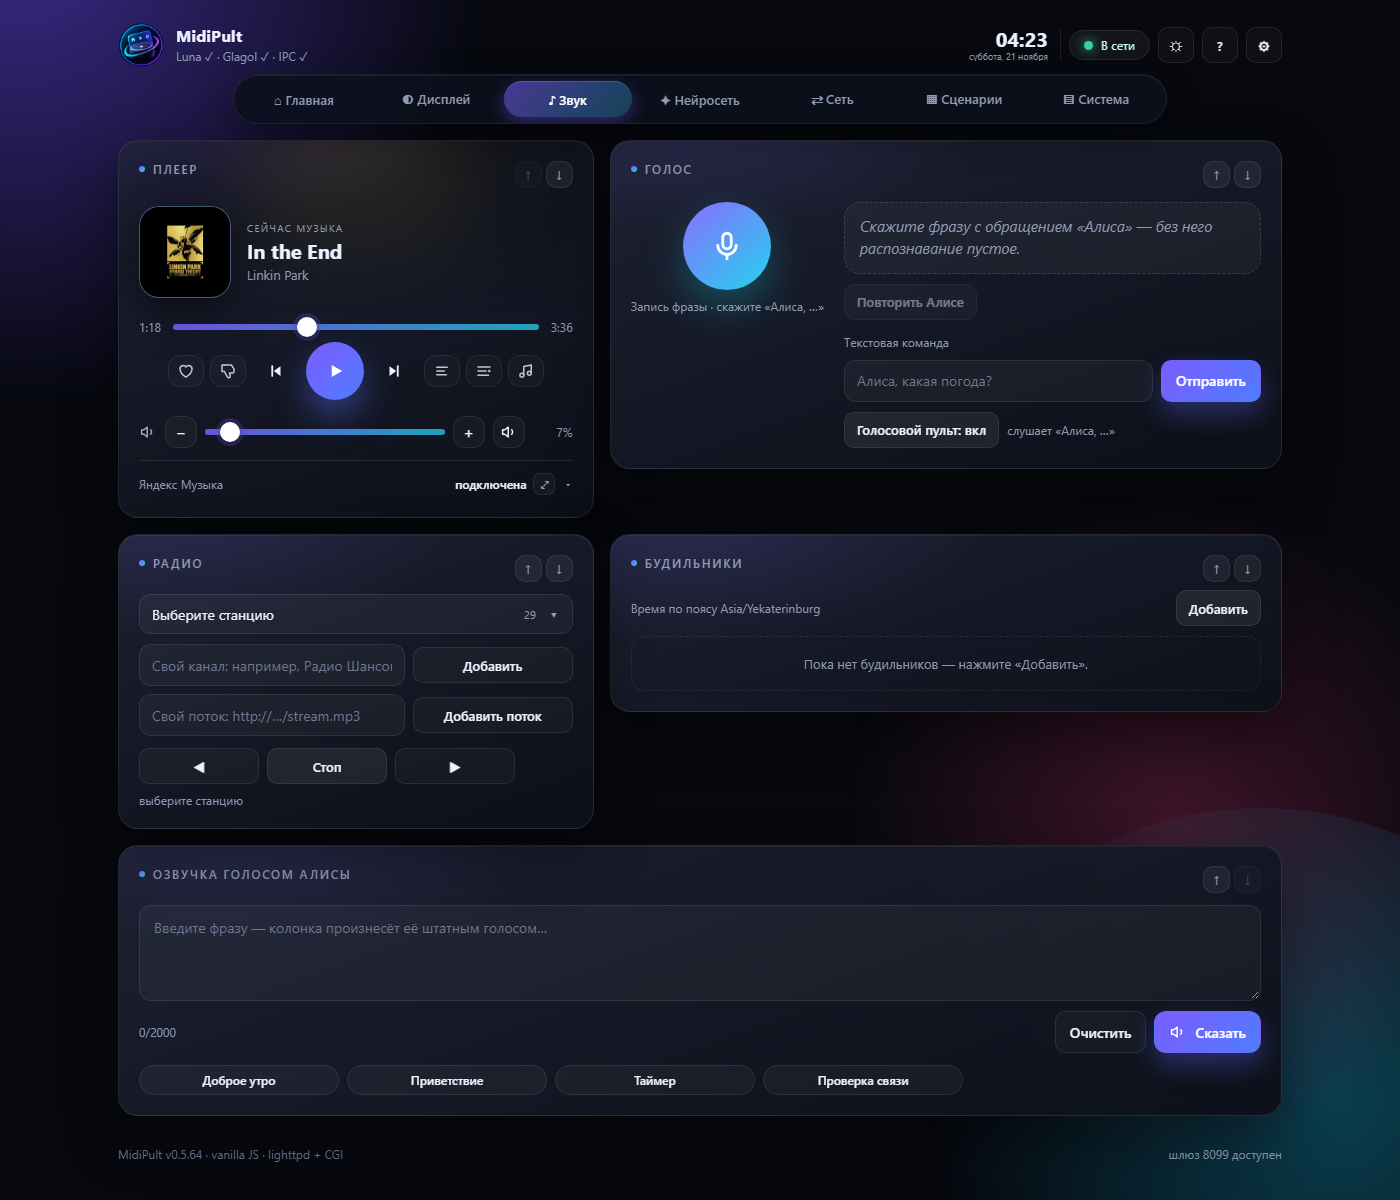 MidiPult
Luna ✓ · Glagol ✓ · IPC ✓
04:23
суббота, 21 ноября
В сети
?
Главная
Дисплей
Звук
Нейросеть
Сеть
Сценарии
Система
ПЛЕЕР
↑ ↓
СЕЙЧАС МУЗЫКА
In the End
Linkin Park
1:18
3:36
−
+
7%
Яндекс Музыка
подключена
ГОЛОС
↑ ↓
Скажите фразу с обращением «Алиса» — без него
распознавание пустое.
Запись фразы · скажите «Алиса, ...»
Повторить Алисе
Текстовая команда
Алиса, какая погода?
Отправить
Голосовой пульт: вкл
слушает «Алиса, ...»
РАДИО
↑ ↓
Выберите станцию
29
Свой канал: например, Радио Шансон
Добавить
Свой поток: http://.../stream.mp3
Добавить поток
Стоп
выберите станцию
БУДИЛЬНИКИ
↑ ↓
Время по поясу Asia/Yekaterinburg
Добавить
Пока нет будильников — нажмите «Добавить».
ОЗВУЧКА ГОЛОСОМ АЛИСЫ
↑ ↓
Введите фразу — колонка произнесёт её штатным голосом...
0/2000
Очистить
Сказать
Доброе утро
Приветствие
Таймер
Проверка связи
MidiPult v0.5.64 · vanilla JS · lighttpd + CGI
шлюз 8099 доступен